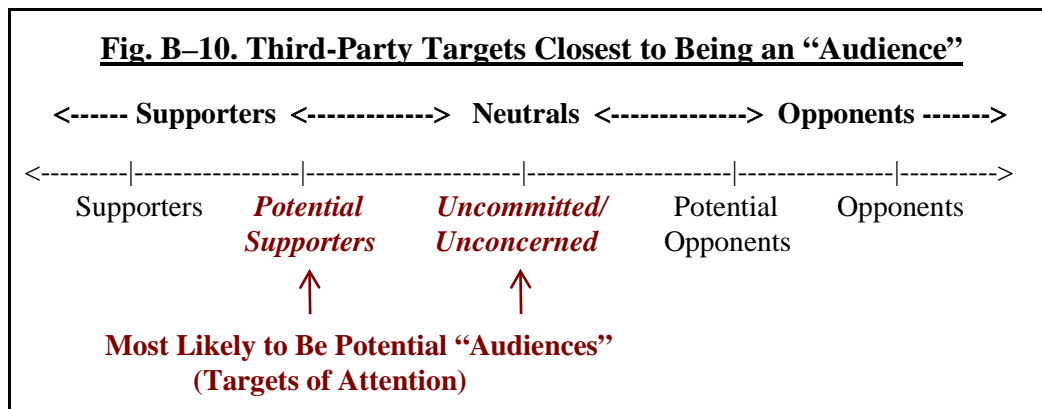 Fig. B–10. Third-Party Targets Closest to Being an “Audience”
<------ Supporters <-------------> Neutrals <-------------> Opponents ------->
<---------|-----------------|----------------------|---------------------|----------------|---------->
Supporters Potential Uncommitted/ Potential Opponents
Supporters Unconcerned Opponents
Most Likely to Be Potential “Audiences”
(Targets of Attention)